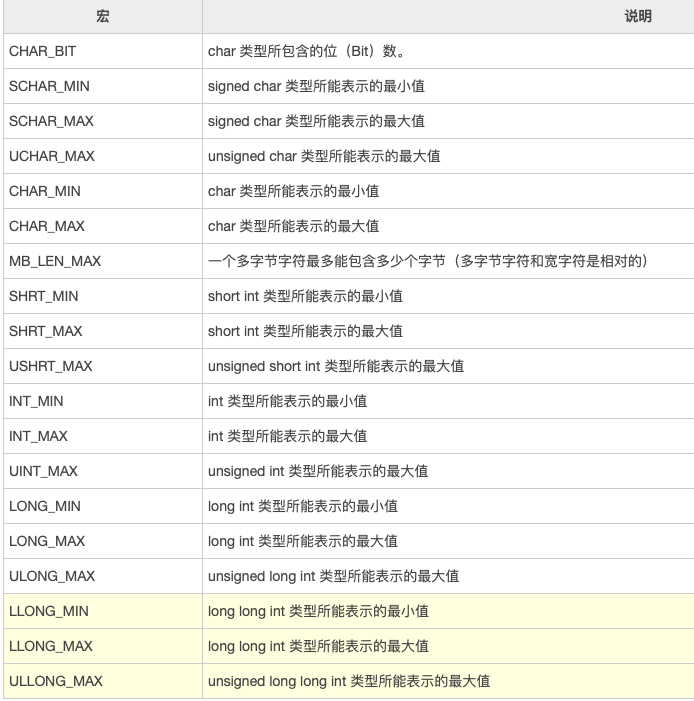 宏 说明
CHAR_BIT char 类型所包含的位（Bit）数。
SCHAR_MIN signed char 类型所能表示的最小值
SCHAR_MAX signed char 类型所能表示的最大值
UCHAR_MAX unsigned char 类型所能表示的最大值
CHAR_MIN char 类型所能表示的最小值
CHAR_MAX char 类型所能表示的最大值
MB_LEN_MAX 一个多字节字符最多能包含多少个字节（多字节字符和宽字符是相对的）
SHRT_MIN short int 类型所能表示的最小值
SHRT_MAX short int 类型所能表示的最大值
USHRT_MAX unsigned short int 类型所能表示的最大值
INT_MIN int 类型所能表示的最小值
INT_MAX int 类型所能表示的最大值
UINT_MAX unsigned int 类型所能表示的最大值
LONG_MIN long int 类型所能表示的最小值
LONG_MAX long int 类型所能表示的最大值
ULONG_MAX unsigned long int 类型所能表示的最大值
LLONG_MIN long long int 类型所能表示的最小值
LLONG_MAX long long int 类型所能表示的最大值
ULLONG_MAX unsigned long long int 类型所能表示的最大值